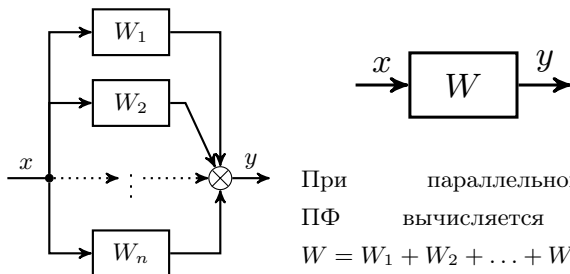 W₁
W₂
x
y
⋮
Wₙ
x
y
W
При параллельно
ПФ вычисляется
W = W₁ + W₂ + … + W